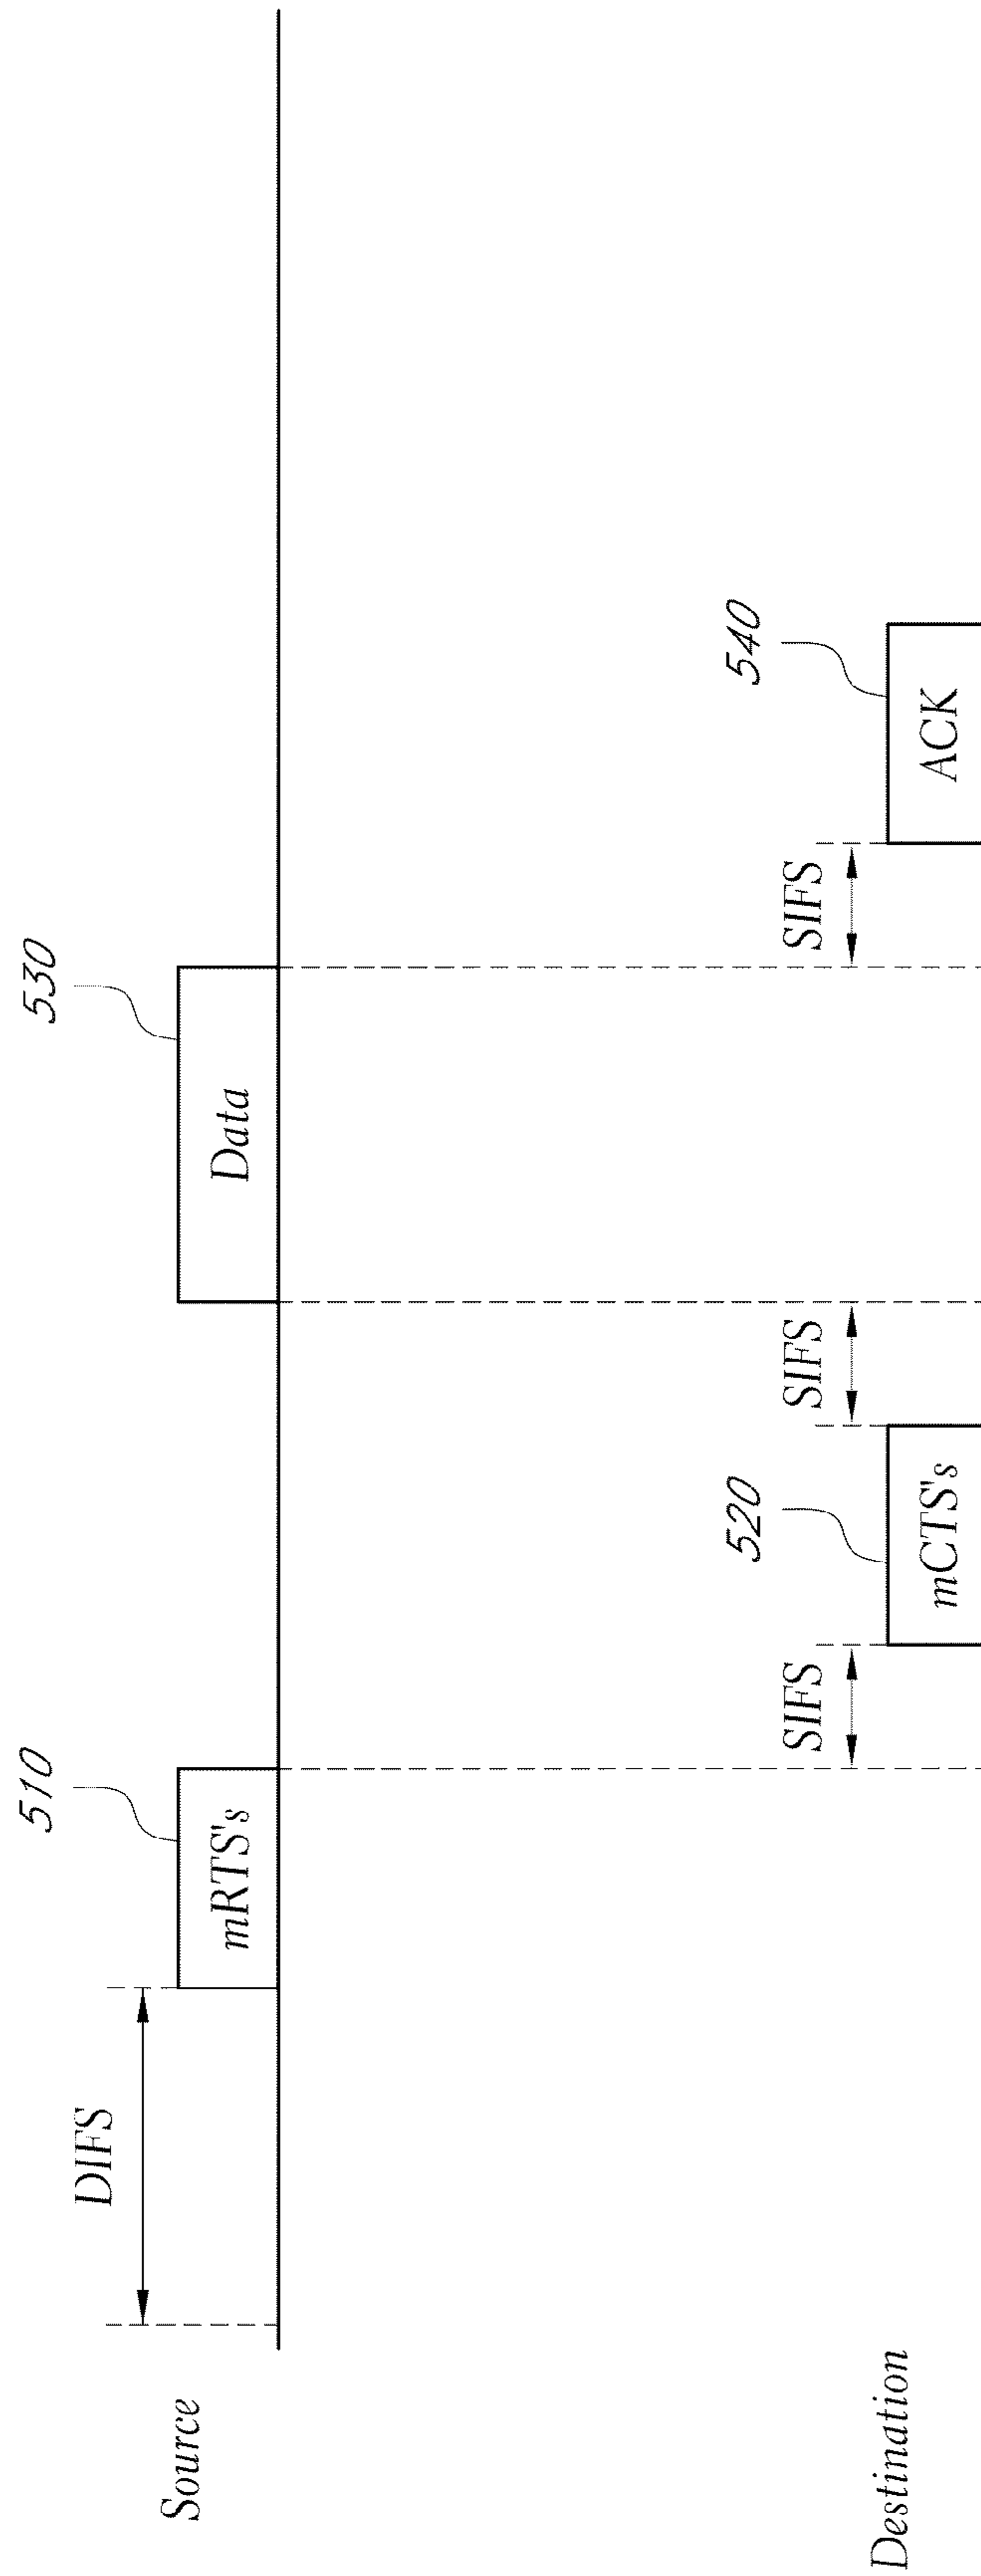 510
530
DIFS
mRTS's
Data
Source
520
540
SIFS
SIFS
SIFS
mCTS's
ACK
Destination